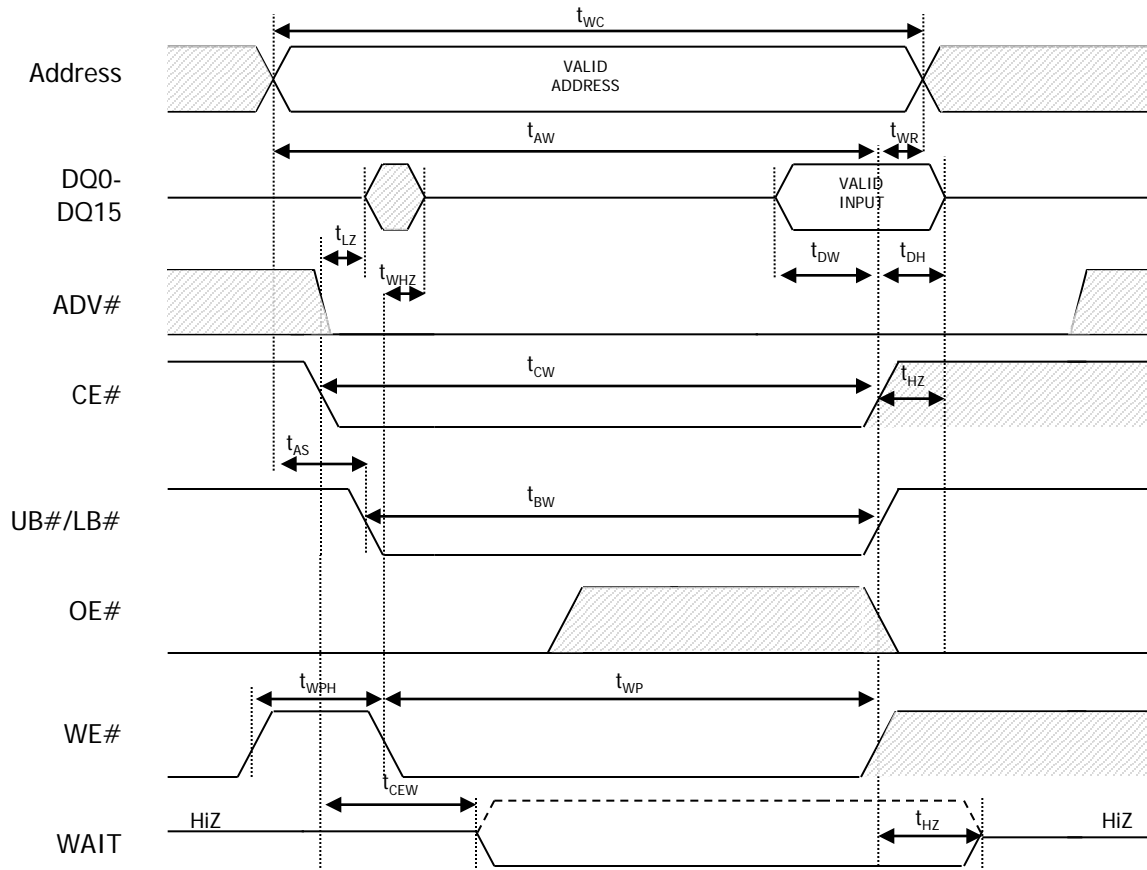 tWC
Address
VALID
ADDRESS
tAW
tWR
DQ0-
DQ15
VALID
INPUT
tLZ
tWHZ
tDW
tDH
ADV#
tCW
tHZ
CE#
tAS
tBW
UB#/LB#
OE#
tWPH
tWP
WE#
tCEW
HiZ
tHZ
HiZ
WAIT